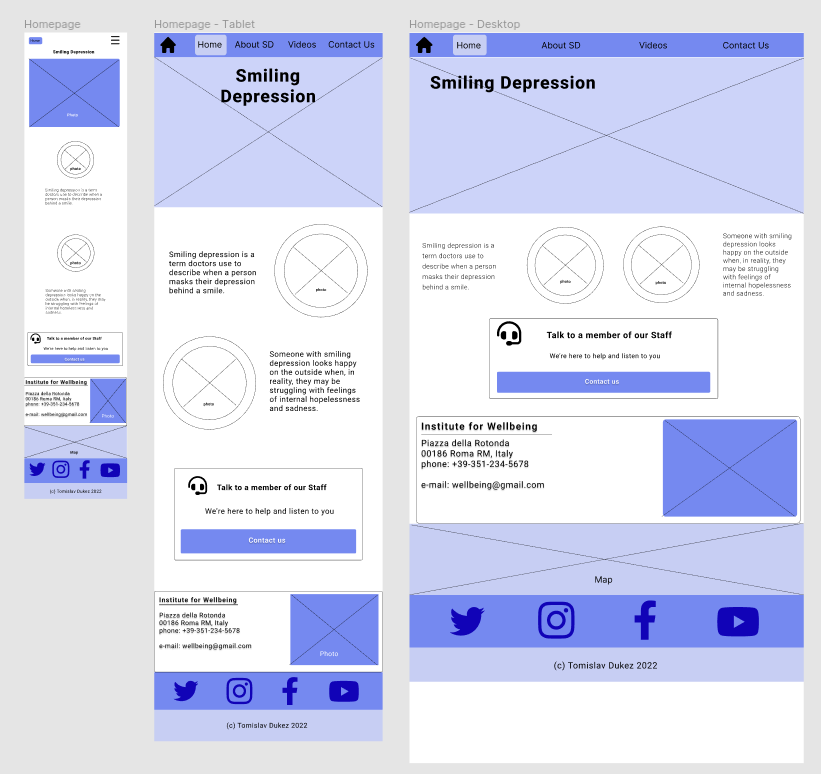 Homepage
Home
Smiling Depression
Photo
photo
Smiling depression is a term
doctors use to describe when a
person masks their depression
behind a smile.
photo
Someone with smiling
depression looks happy on the
outside when, in reality, they may
be struggling with feelings of
internal hopelessness and
sadness.
Talk to a member of our Staff
We're here to help and listen to you
Contact us
Institute for Wellbeing
Piazza della Rotonda
00186 Roma RM, Italy
phone: +39-351-234-5678
e-mail: wellbeing@gmail.com
Photo
Map
(c) Tomislav Dukez 2022
Homepage - Tablet
Home About SD Videos Contact Us
Smiling
Depression
Smiling depression is a
term doctors use to
describe when a person
masks their depression
behind a smile.
photo
photo
Someone with smiling
depression looks happy
on the outside when, in
reality, they may be
struggling with feelings
of internal hopelessness
and sadness.
Talk to a member of our Staff
We're here to help and listen to you
Contact us
Institute for Wellbeing
Piazza della Rotonda
00186 Roma RM, Italy
phone: +39-351-234-5678
e-mail: wellbeing@gmail.com
Photo
(c) Tomislav Dukez 2022
Homepage - Desktop
Home About SD Videos Contact Us
Smiling Depression
Smiling depression is a
term doctors use to
describe when a person
masks their depression
behind a smile.
photo
photo
Someone with smiling
depression looks
happy on the outside
when, in reality, they
may be struggling
with feelings of
internal hopelessness
and sadness.
Talk to a member of our Staff
We're here to help and listen to you
Contact us
Institute for Wellbeing
Piazza della Rotonda
00186 Roma RM, Italy
phone: +39-351-234-5678
e-mail: wellbeing@gmail.com
Map
(c) Tomislav Dukez 2022